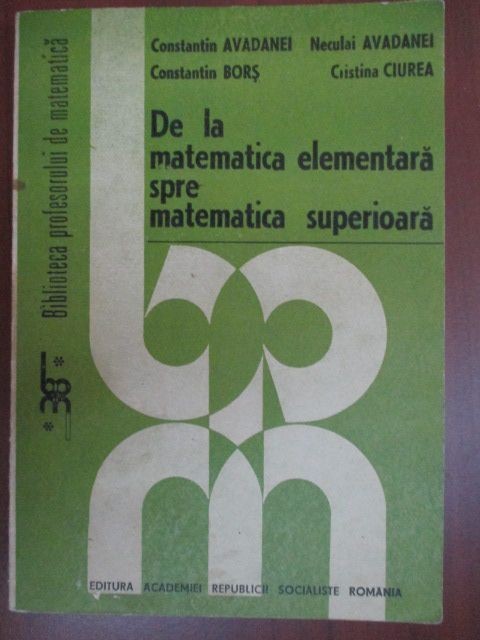 Constantin AVADANEI Neculai AVADANEI
Constantin BORŞ Cristina CIUREA
De la
matematica elementară
spre
matematica superioară
Biblioteca profesorului de matematică
bpm
EDITURA ACADEMIEI REPUBLICII SOCIALISTE ROMANIA